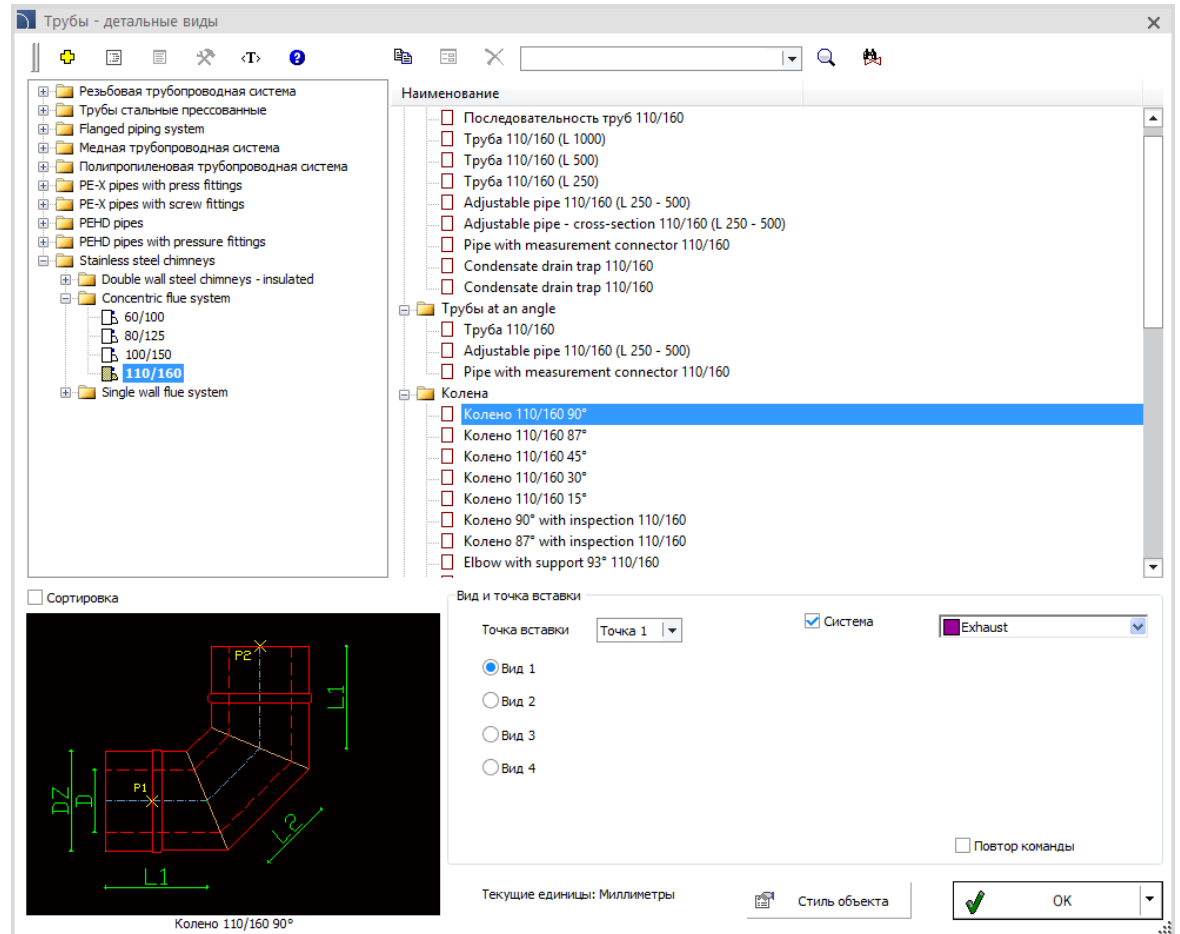 Трубы - детальные виды
‹T›
?
Резьбовая трубопроводная система
Трубы стальные прессованные
Flanged piping system
Медная трубопроводная система
Полипропиленовая трубопроводная система
PE-X pipes with press fittings
PE-X pipes with screw fittings
PEHD pipes
PEHD pipes with pressure fittings
Stainless steel chimneys
Double wall steel chimneys - insulated
Concentric flue system
60/100
80/125
100/150
110/160
Single wall flue system
Наименование
Последовательность труб 110/160
Труба 110/160 (L 1000)
Труба 110/160 (L 500)
Труба 110/160 (L 250)
Adjustable pipe 110/160 (L 250 - 500)
Adjustable pipe - cross-section 110/160 (L 250 - 500)
Pipe with measurement connector 110/160
Condensate drain trap 110/160
Condensate drain trap 110/160
Трубы at an angle
Труба 110/160
Adjustable pipe 110/160 (L 250 - 500)
Pipe with measurement connector 110/160
Колена
Колено 110/160 90°
Колено 110/160 87°
Колено 110/160 45°
Колено 110/160 30°
Колено 110/160 15°
Колено 90° with inspection 110/160
Колено 87° with inspection 110/160
Elbow with support 93° 110/160
Сортировка
P2
L1
P1
DZ
D
L2
L1
Колено 110/160 90°
Вид и точка вставки
Точка вставки Точка 1 Система Exhaust
Вид 1
Вид 2
Вид 3
Вид 4
Повтор команды
Текущие единицы: Миллиметры Стиль объекта OK